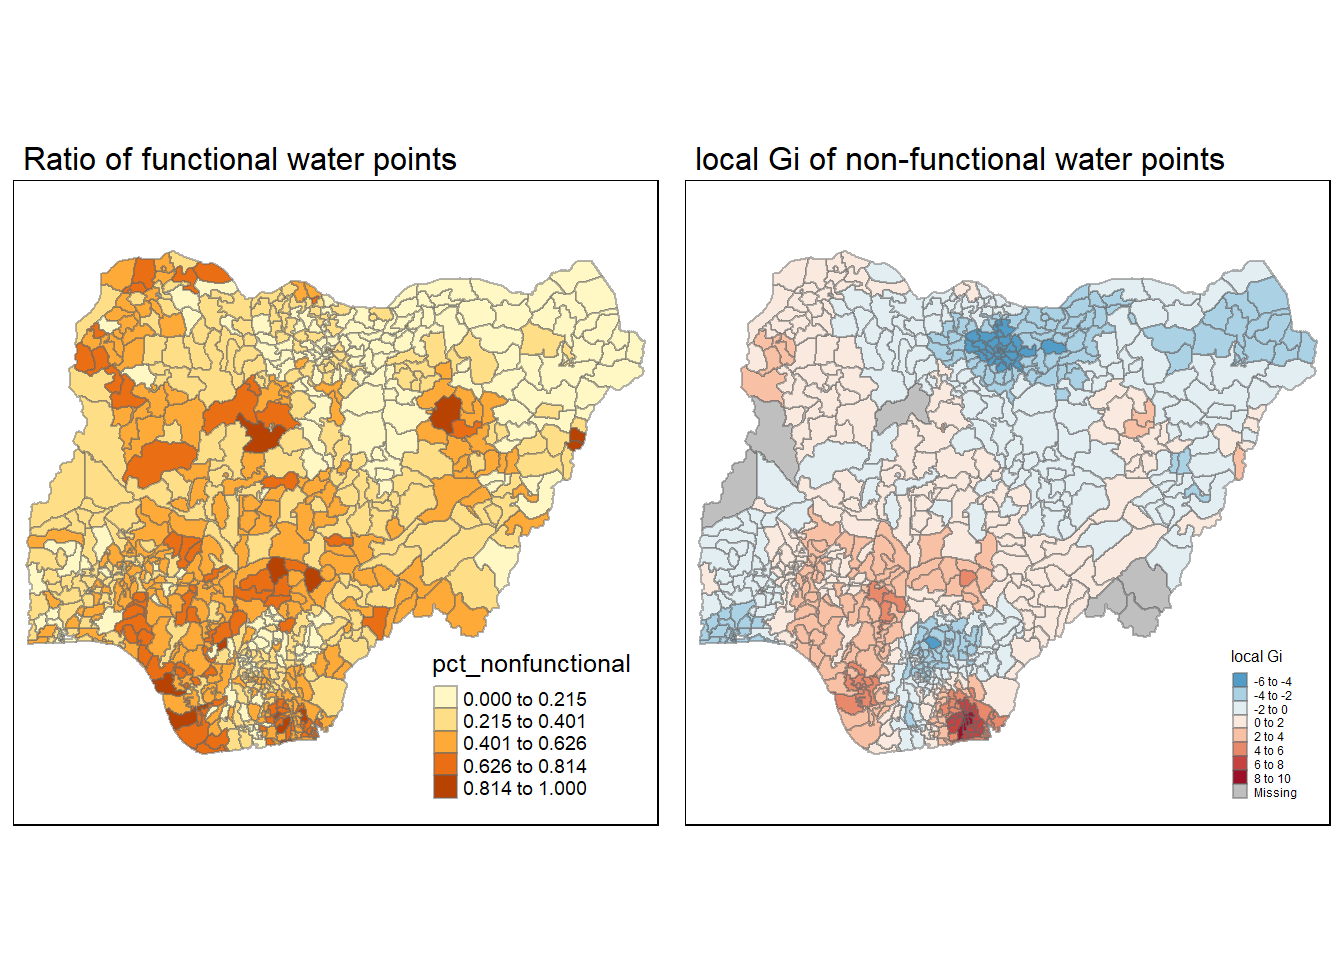 Ratio of functional water points
local Gi of non-functional water points
pct_nonfunctional
0.000 to 0.215
0.215 to 0.401
0.401 to 0.626
0.626 to 0.814
0.814 to 1.000
local Gi
-6 to -4
-4 to -2
-2 to 0
0 to 2
2 to 4
4 to 6
6 to 8
8 to 10
Missing